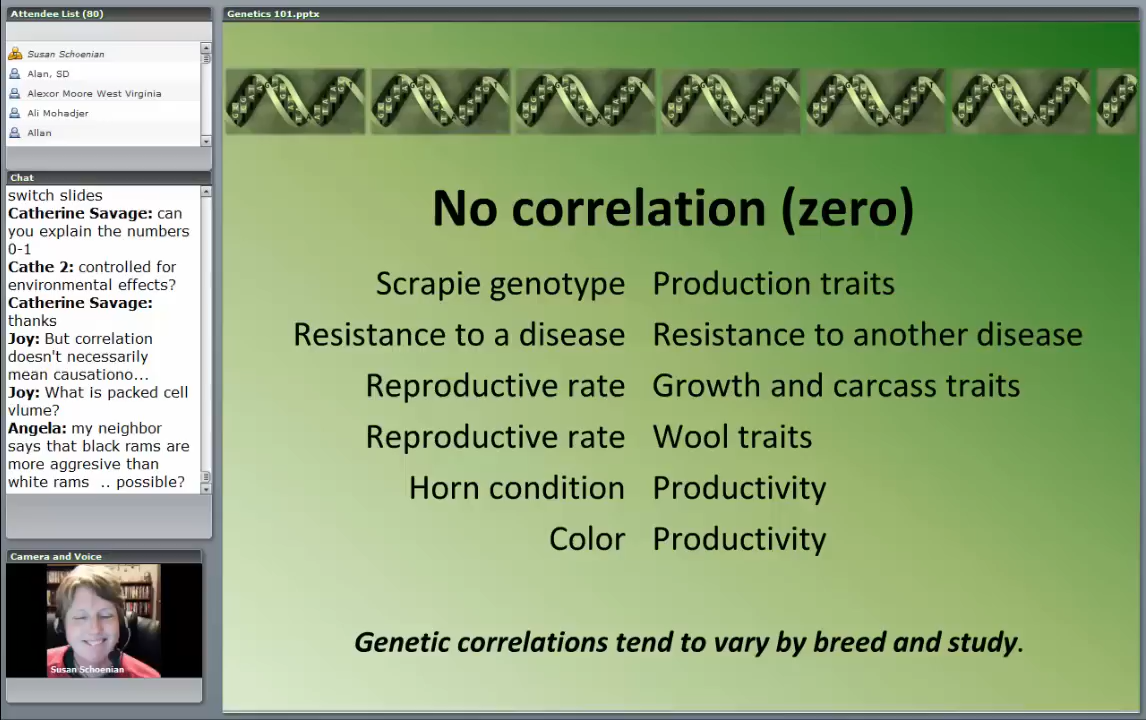 Attendee List (80)
Susan Schoenian
Alan, SD
Alexor Moore West Virginia
Ali Mohadjer
Allan
Chat
switch slides
Catherine Savage: can
you explain the numbers
0-1
Cathe 2: controlled for
environmental effects?
Catherine Savage:
thanks
Joy: But correlation
doesn't necessarily
mean causationo...
Joy: What is packed cell
vlume?
Angela: my neighbor
says that black rams are
more aggresive than
white rams  .. possible?
Camera and Voice
Susan Schoenian
Genetics 101.pptx
No correlation (zero)
Scrapie genotype Production traits
Resistance to a disease Resistance to another disease
Reproductive rate Growth and carcass traits
Reproductive rate Wool traits
Horn condition Productivity
Color Productivity
Genetic correlations tend to vary by breed and study.